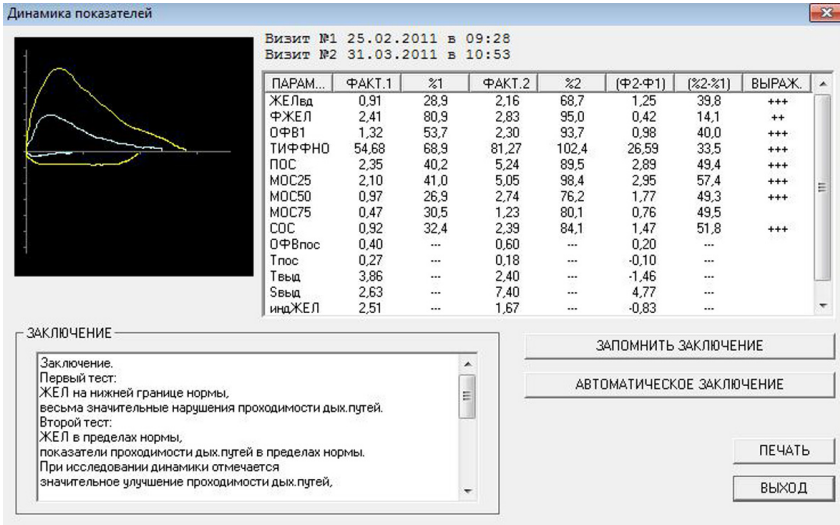 Динамика показателей
Визит №1 25.02.2011 в 09:28
Визит №2 31.03.2011 в 10:53
ПАРАМ... ФАКТ.1 %1 ФАКТ.2 %2 (Ф2-Ф1) (%2-%1) ВЫРАЖ.
ЖЕЛвд 0,91 28,9 2,16 68,7 1,25 39,8 +++
ФЖЕЛ 2,41 80,9 2,83 95,0 0,42 14,1 ++
ОФВ1 1,32 53,7 2,30 93,7 0,98 40,0 +++
ТИФФНО 54,68 68,9 81,27 102,4 26,59 33,5 +++
ПОС 2,35 40,2 5,24 89,5 2,89 49,4 +++
МОС25 2,10 41,0 5,05 98,4 2,95 57,4 +++
МОС50 0,97 26,9 2,74 76,2 1,77 49,3 +++
МОС75 0,47 30,5 1,23 80,1 0,76 49,5
СОС 0,92 32,4 2,39 84,1 1,47 51,8 +++
ОФВпос 0,40 --- 0,60 --- 0,20 ---
Тпос 0,27 --- 0,18 --- -0,10 ---
Твыд 3,86 --- 2,40 --- -1,46 ---
Sвыд 2,63 --- 7,40 --- 4,77 ---
индЖЕЛ 2,51 --- 1,67 --- -0,83 ---
ЗАКЛЮЧЕНИЕ
Заключение.
Первый тест:
ЖЕЛ на нижней границе нормы,
весьма значительные нарушения проходимости дых.путей.
Второй тест:
ЖЕЛ в пределах нормы,
показатели проходимости дых.путей в пределах нормы.
При исследовании динамики отмечается
значительное улучшение проходимости дых.путей,
ЗАПОМНИТЬ ЗАКЛЮЧЕНИЕ
АВТОМАТИЧЕСКОЕ ЗАКЛЮЧЕНИЕ
ПЕЧАТЬ
ВЫХОД